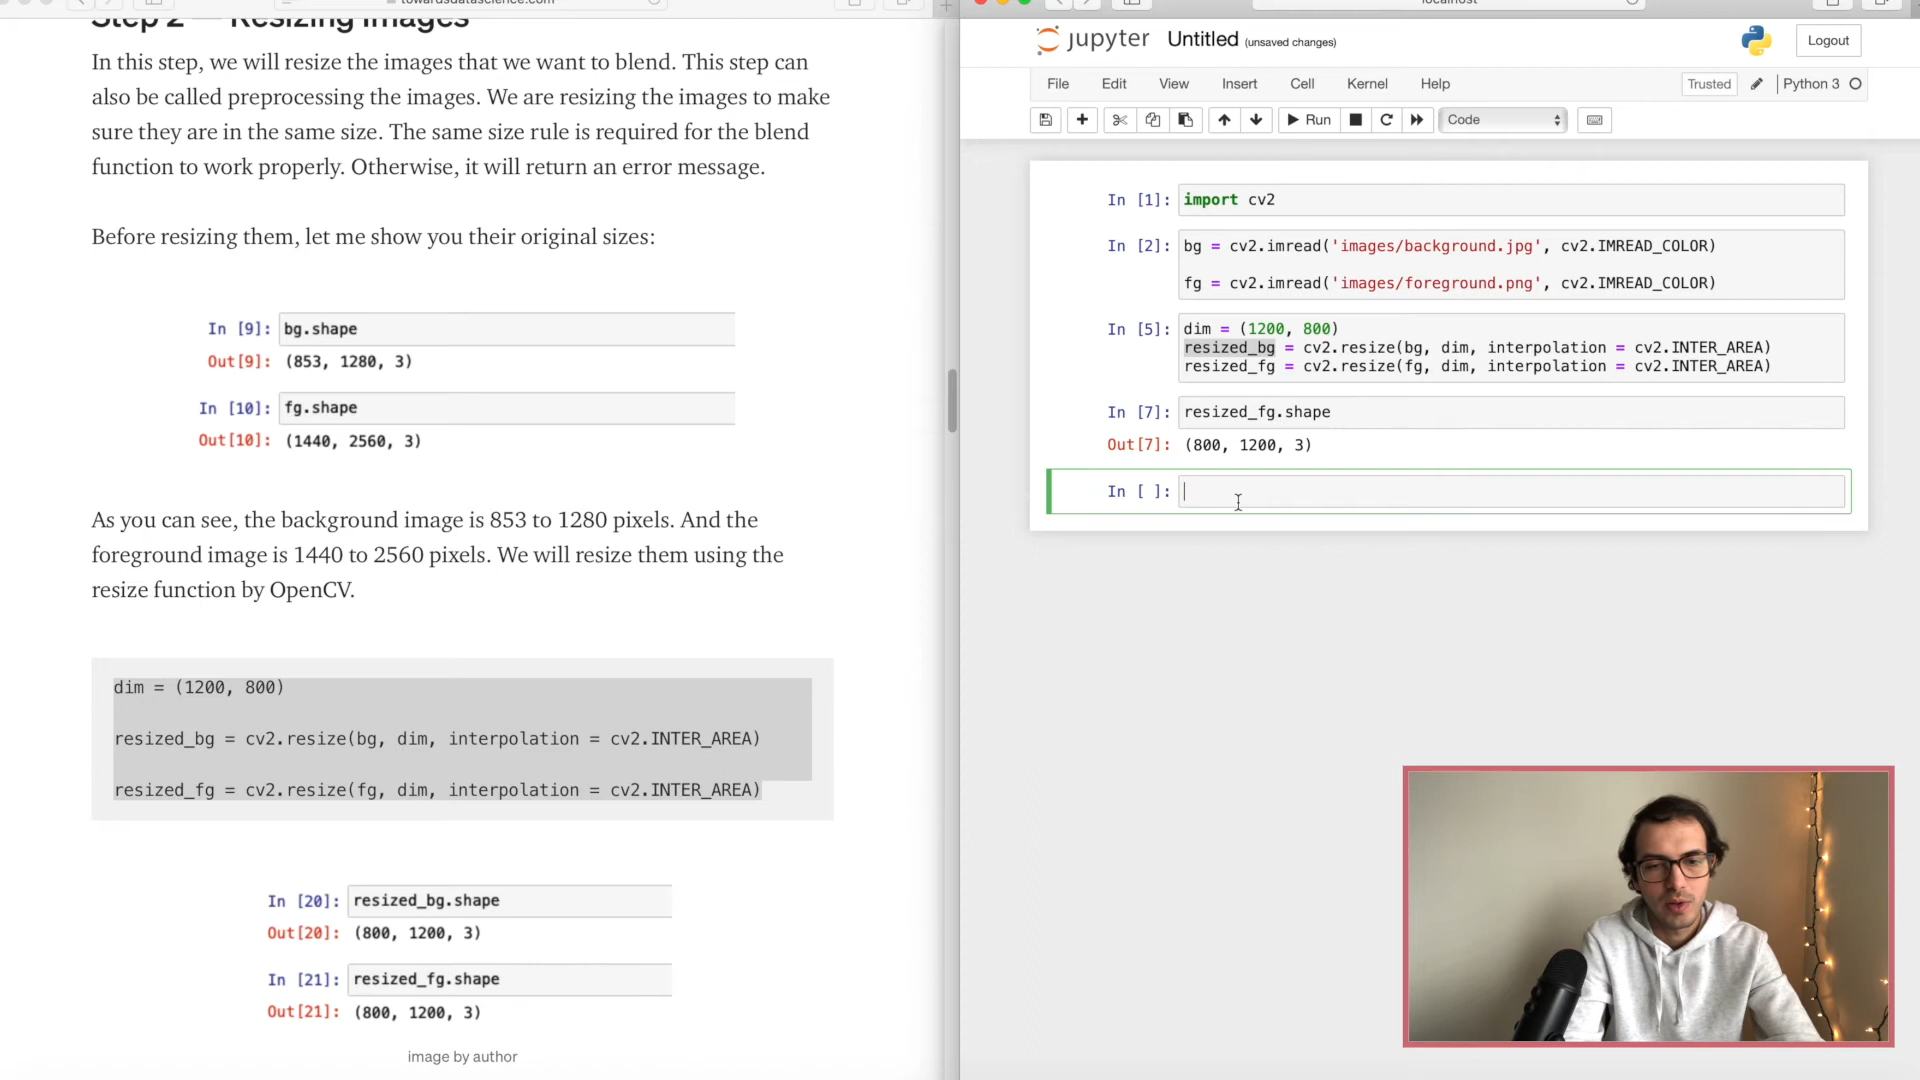 towardsdatascience.com
Step 2 — Resizing Images
In this step, we will resize the images that we want to blend. This step can
also be called preprocessing the images. We are resizing the images to make
sure they are in the same size. The same size rule is required for the blend
function to work properly. Otherwise, it will return an error message.
Before resizing them, let me show you their original sizes:
In [9]: bg.shape
Out[9]: (853, 1280, 3)
In [10]: fg.shape
Out[10]: (1440, 2560, 3)
As you can see, the background image is 853 to 1280 pixels. And the
foreground image is 1440 to 2560 pixels. We will resize them using the
resize function by OpenCV.
dim = (1200, 800)
resized_bg = cv2.resize(bg, dim, interpolation = cv2.INTER_AREA)
resized_fg = cv2.resize(fg, dim, interpolation = cv2.INTER_AREA)
In [20]: resized_bg.shape
Out[20]: (800, 1200, 3)
In [21]: resized_fg.shape
Out[21]: (800, 1200, 3)
image by author
localhost
jupyter Untitled (unsaved changes)
Logout
File Edit View Insert Cell Kernel Help
Trusted Python 3
Run Code
In [1]: import cv2
In [2]: bg = cv2.imread('images/background.jpg', cv2.IMREAD_COLOR)
fg = cv2.imread('images/foreground.png', cv2.IMREAD_COLOR)
In [5]: dim = (1200, 800)
resized_bg = cv2.resize(bg, dim, interpolation = cv2.INTER_AREA)
resized_fg = cv2.resize(fg, dim, interpolation = cv2.INTER_AREA)
In [7]: resized_fg.shape
Out[7]: (800, 1200, 3)
In [ ]: